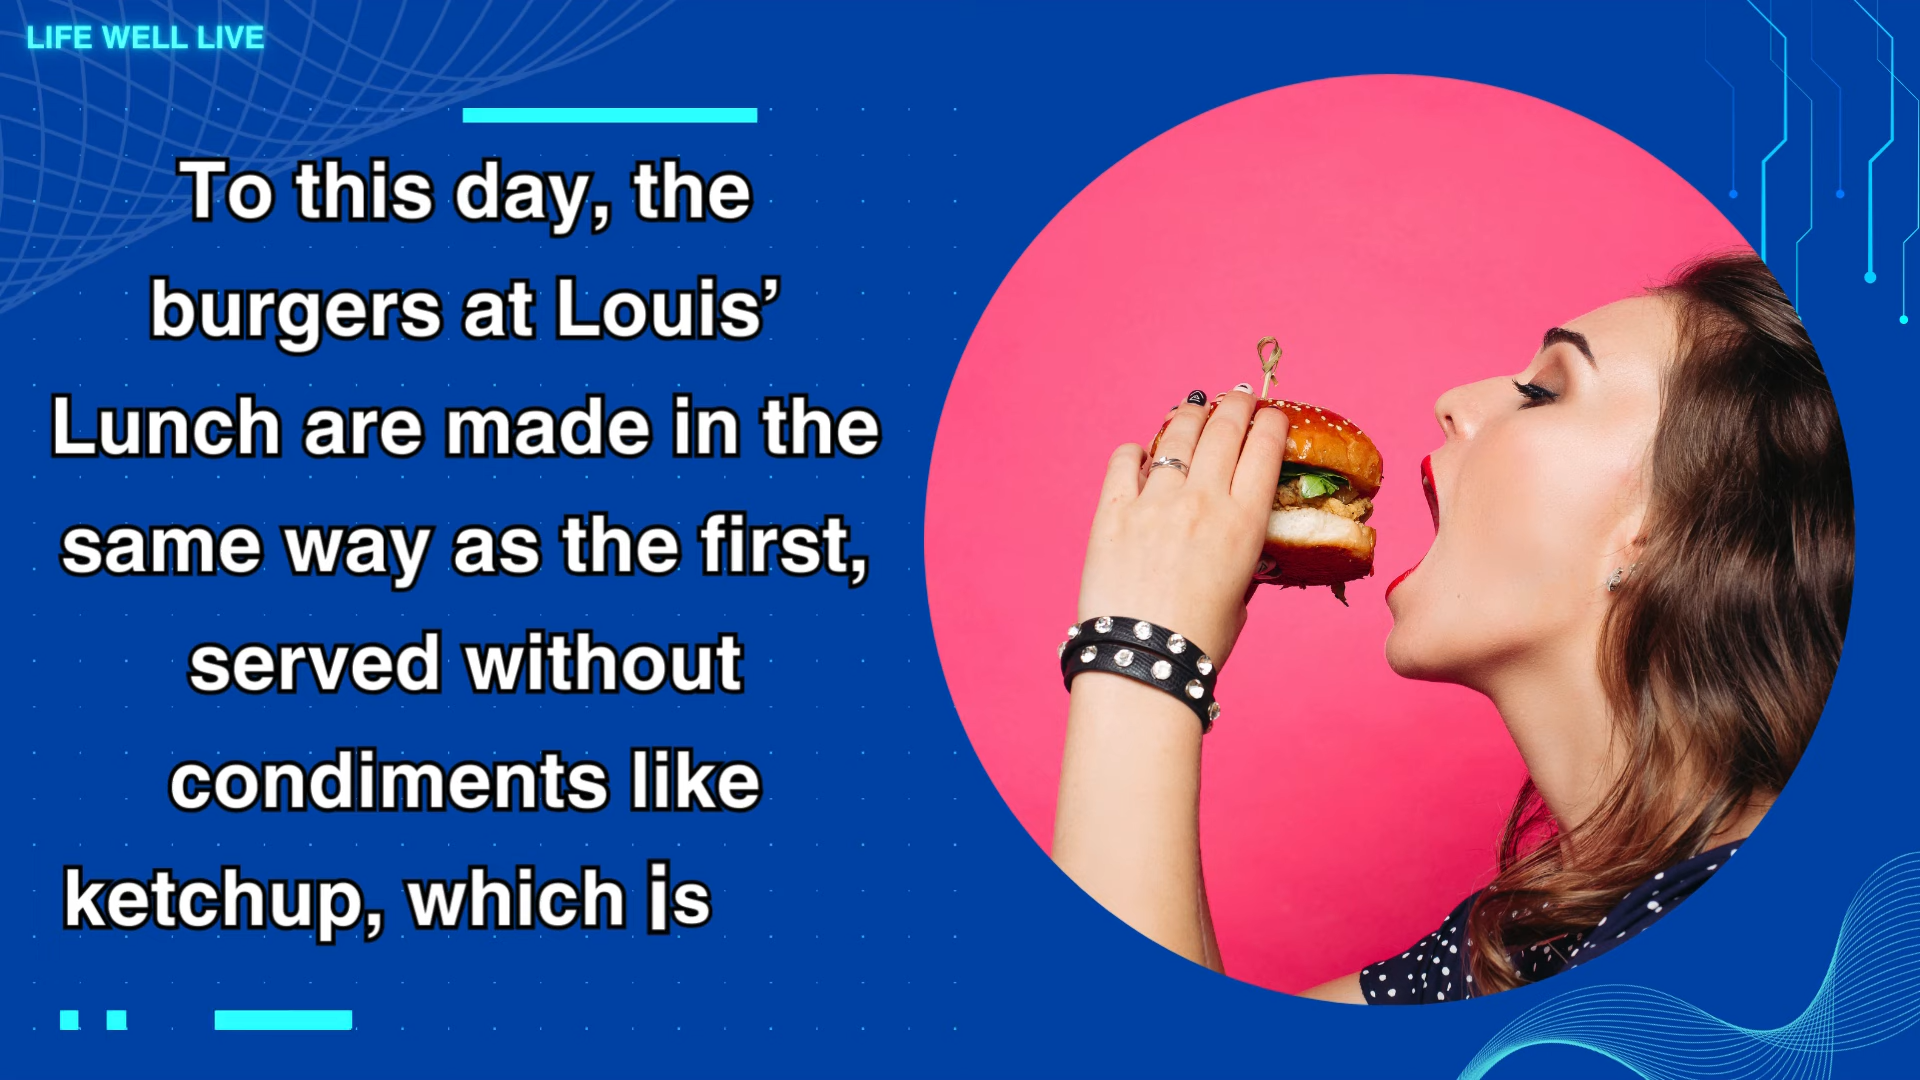 LIFE WELL LIVE
To this day, the
burgers at Louis’
Lunch are made in the
same way as the first,
served without
condiments like
ketchup, which is